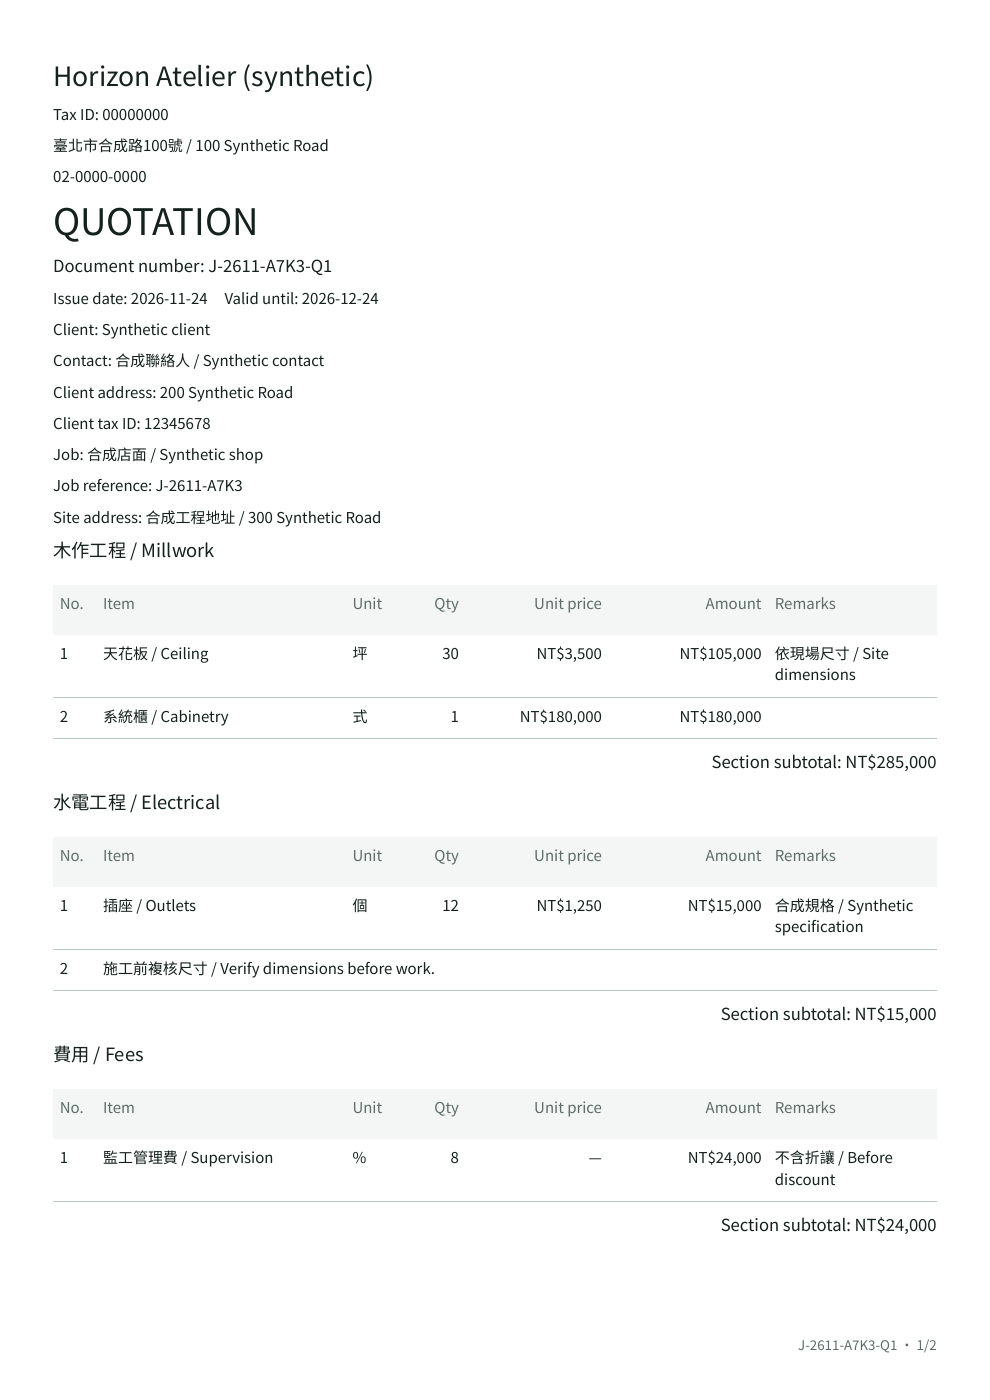 Horizon Atelier (synthetic)
Tax ID: 00000000
臺北市合成路100號 / 100 Synthetic Road
02-0000-0000
QUOTATION
Document number: J-2611-A7K3-Q1
Issue date: 2026-11-24 Valid until: 2026-12-24
Client: Synthetic client
Contact: 合成聯絡人 / Synthetic contact
Client address: 200 Synthetic Road
Client tax ID: 12345678
Job: 合成店面 / Synthetic shop
Job reference: J-2611-A7K3
Site address: 合成工程地址 / 300 Synthetic Road
木作工程 / Millwork
No. Item Unit Qty Unit price Amount Remarks
1 天花板 / Ceiling 坪 30 NT$3,500 NT$105,000 依現場尺寸 / Site
dimensions
2 系統櫃 / Cabinetry 式 1 NT$180,000 NT$180,000
Section subtotal: NT$285,000
水電工程 / Electrical
No. Item Unit Qty Unit price Amount Remarks
1 插座 / Outlets 個 12 NT$1,250 NT$15,000 合成規格 / Synthetic
specification
2 施工前複核尺寸 / Verify dimensions before work.
Section subtotal: NT$15,000
費用 / Fees
No. Item Unit Qty Unit price Amount Remarks
1 監工管理費 / Supervision % 8 — NT$24,000 不含折讓 / Before
discount
Section subtotal: NT$24,000
J-2611-A7K3-Q1 · 1/2